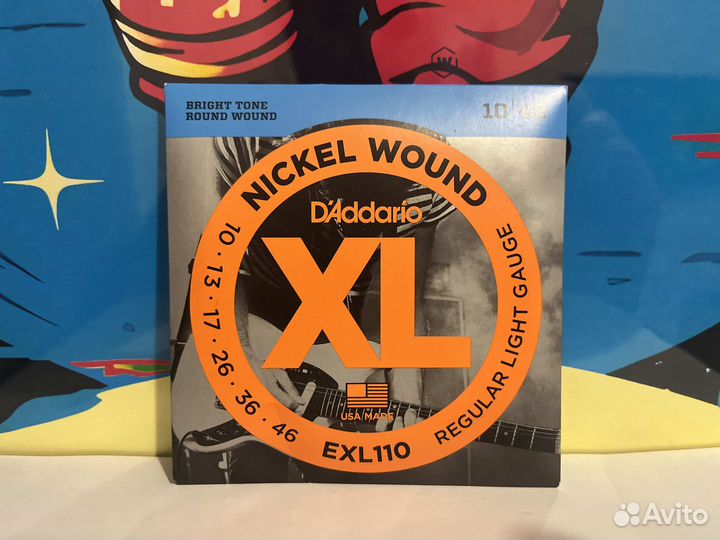 W
BRIGHT TONE
ROUND WOUND
10
NICKEL WOUND
D'Addario
XL
10 · 13 · 17 · 26 · 36 · 46
USA MADE
EXL110
REGULAR LIGHT GAUGE
Avito